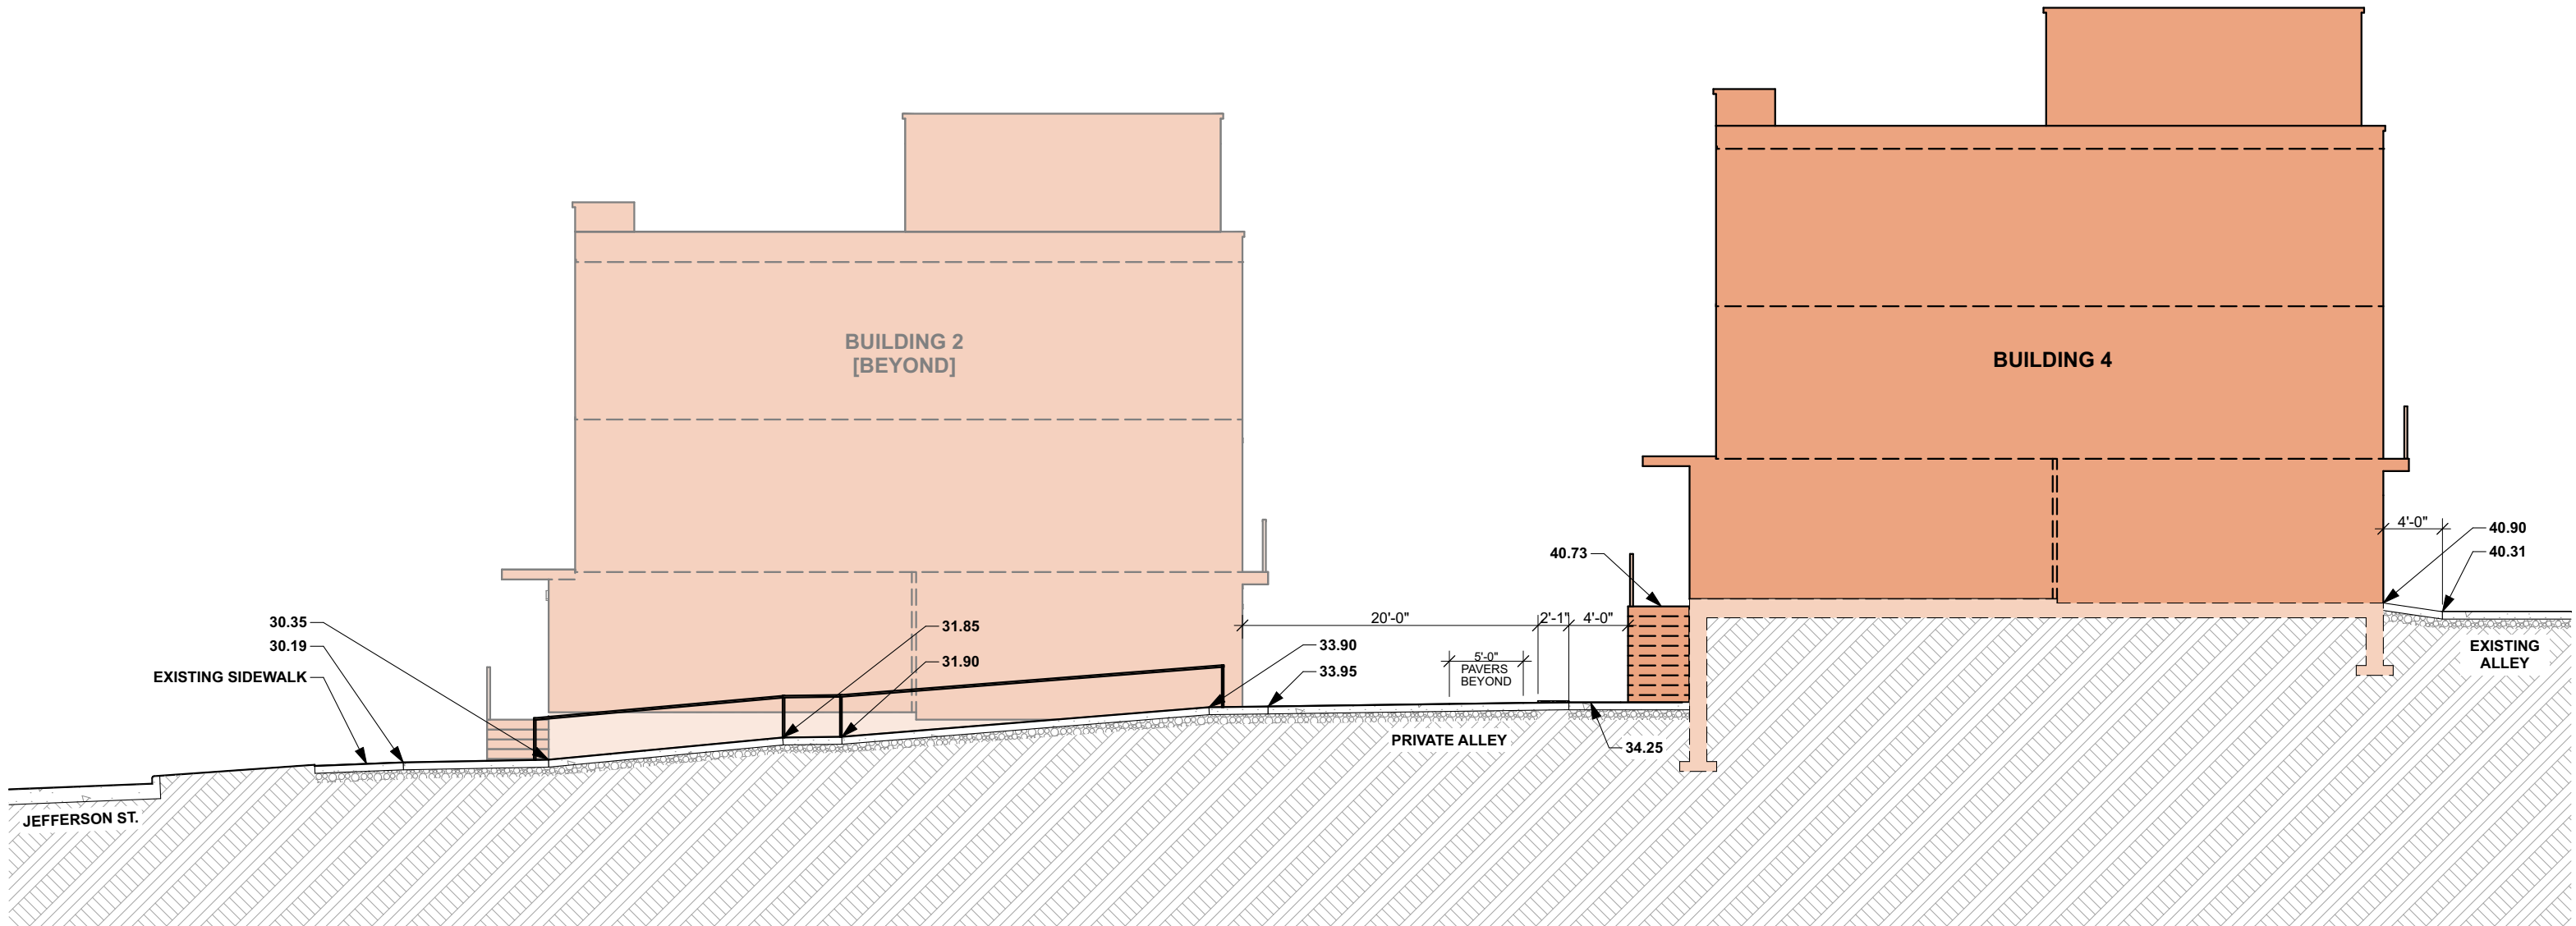 BUILDING 2
[BEYOND]
BUILDING 4
4'-0"
40.90
40.31
40.73
EXISTING
ALLEY
30.35
30.19
EXISTING SIDEWALK
31.85
31.90
20'-0"
2'-1"
4'-0"
33.90
33.95
5'-0"
PAVERS
BEYOND
PRIVATE ALLEY
34.25
JEFFERSON ST.